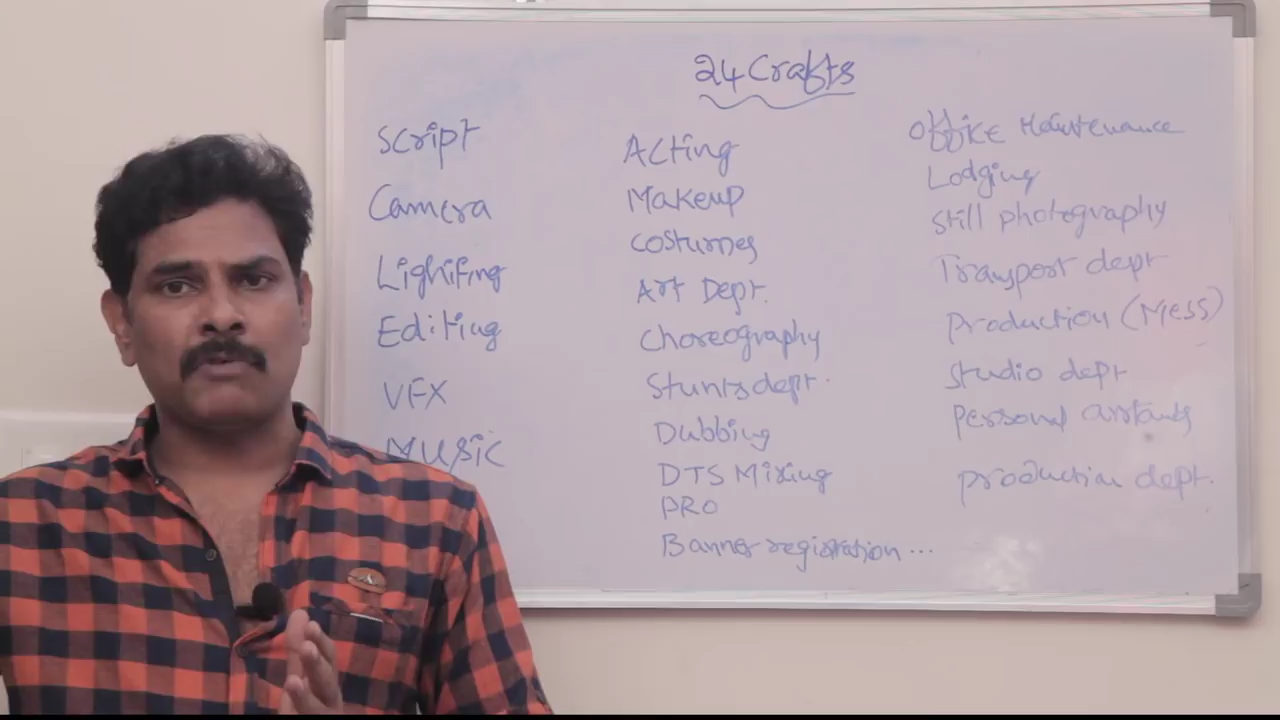 24 Crafts
Script
Camera
Lighting
Editing
VFX
Music
Acting
Makeup
Costumes
Art Dept.
Choreography
Stunts dept.
Dubbing
DTS Mixing
PRO
Banner registration ...
Office Maintenance
Lodging
Still photography
Transport dept
Production (Mess)
Studio dept
Personal assistants
production dept.